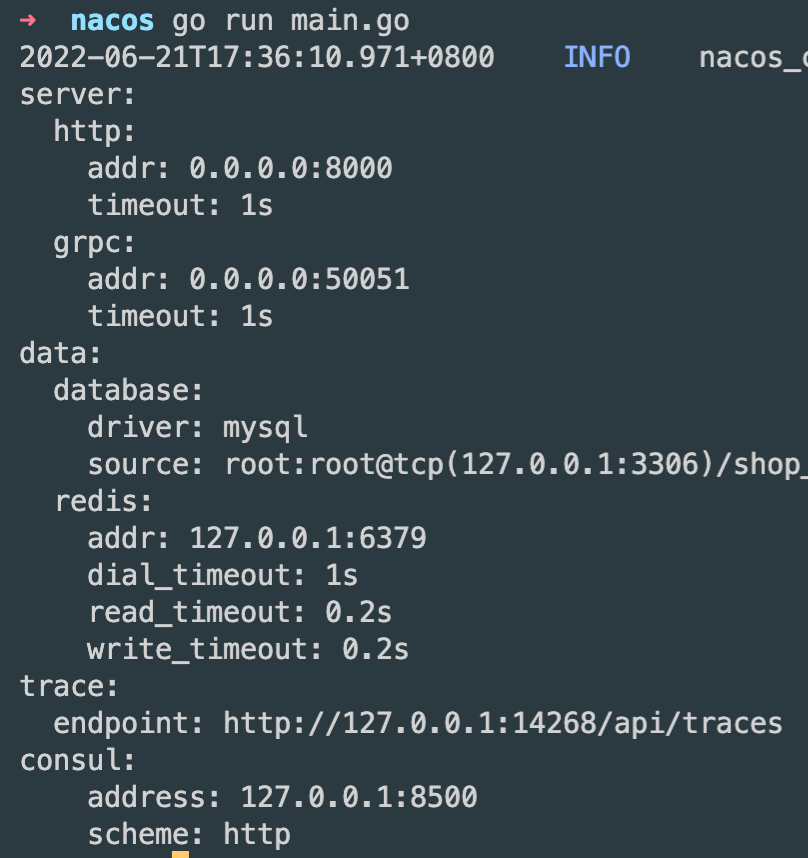 → nacos go run main.go
2022-06-21T17:36:10.971+0800 INFO nacos_c
server:
  http:
    addr: 0.0.0.0:8000
    timeout: 1s
  grpc:
    addr: 0.0.0.0:50051
    timeout: 1s
data:
  database:
    driver: mysql
    source: root:root@tcp(127.0.0.1:3306)/shop_
  redis:
    addr: 127.0.0.1:6379
    dial_timeout: 1s
    read_timeout: 0.2s
    write_timeout: 0.2s
trace:
  endpoint: http://127.0.0.1:14268/api/traces
consul:
    address: 127.0.0.1:8500
    scheme: http